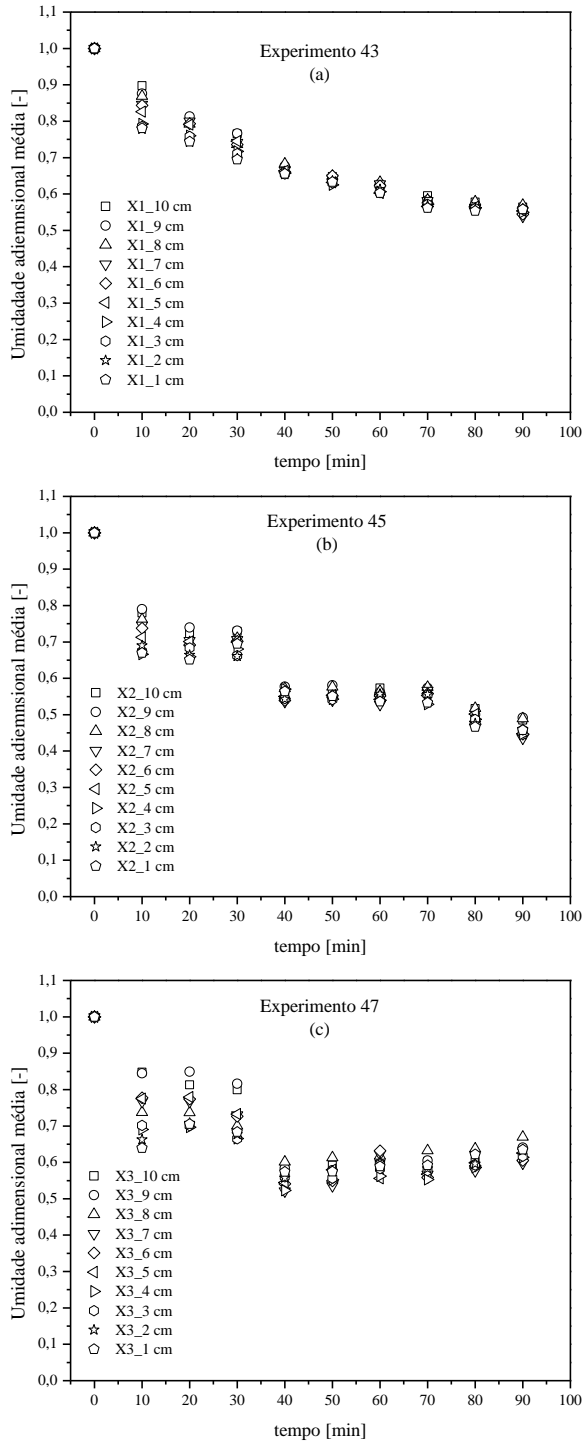 1,1
1,0
0,9
0,8
0,7
0,6
0,5
0,4
0,3
0,2
0,1
0,0
Umidadade adiemnsional média [-]
Experimento 43
(a)
X1_10 cm
X1_9 cm
X1_8 cm
X1_7 cm
X1_6 cm
X1_5 cm
X1_4 cm
X1_3 cm
X1_2 cm
X1_1 cm
0 10 20 30 40 50 60 70 80 90 100
tempo [min]
1,1
1,0
0,9
0,8
0,7
0,6
0,5
0,4
0,3
0,2
0,1
0,0
Umidade adiemnsional média [-]
Experimento 45
(b)
X2_10 cm
X2_9 cm
X2_8 cm
X2_7 cm
X2_6 cm
X2_5 cm
X2_4 cm
X2_3 cm
X2_2 cm
X2_1 cm
0 10 20 30 40 50 60 70 80 90 100
tempo [min]
1,1
1,0
0,9
0,8
0,7
0,6
0,5
0,4
0,3
0,2
0,1
0,0
Umidade adimensional média [-]
Experimento 47
(c)
X3_10 cm
X3_9 cm
X3_8 cm
X3_7 cm
X3_6 cm
X3_5 cm
X3_4 cm
X3_3 cm
X3_2 cm
X3_1 cm
0 10 20 30 40 50 60 70 80 90 100
tempo [min]